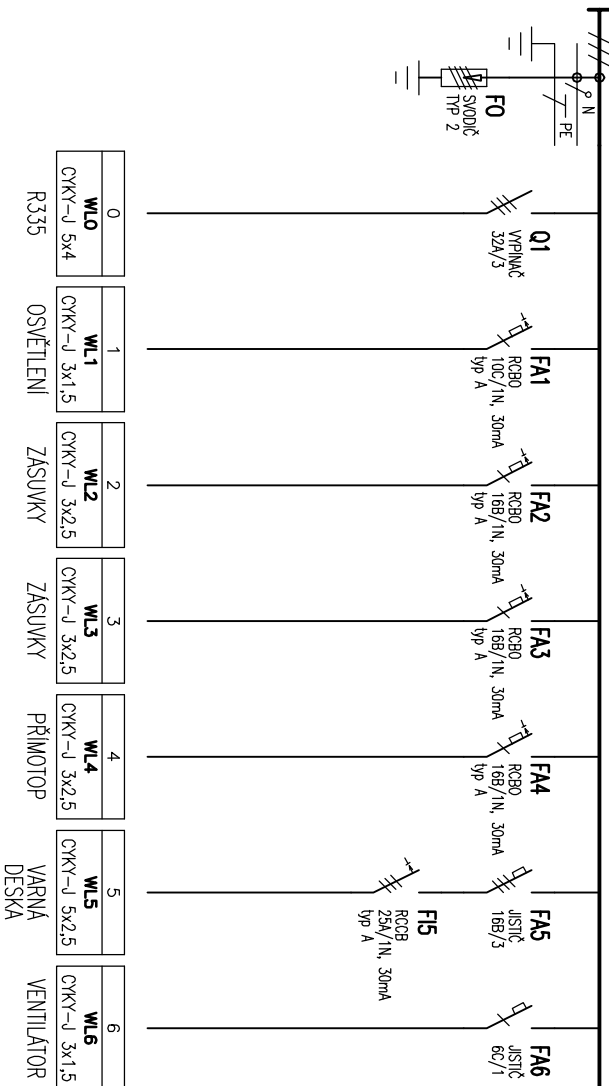 N
PE
F0
SVODIČ
TYP 2
Q1
VYPÍNAČ
32A/3
FA1
RCBO
10C/1N, 30mA
typ A
FA2
RCBO
16B/1N, 30mA
typ A
FA3
RCBO
16B/1N, 30mA
typ A
FA4
RCBO
16B/1N, 30mA
typ A
FA5
JISTIČ
16B/3
FI5
RCCB
25A/1N, 30mA
typ A
FA6
JISTIČ
6C/1
0
WL0
CYKY-J 5x4
R335
1
WL1
CYKY-J 3x1,5
OSVĚTLENÍ
2
WL2
CYKY-J 3x2,5
ZÁSUVKY
3
WL3
CYKY-J 3x2,5
ZÁSUVKY
4
WL4
CYKY-J 3x2,5
PŘÍMOTOP
5
WL5
CYKY-J 5x2,5
VARNÁ
DESKA
6
WL6
CYKY-J 3x1,5
VENTILÁTOR